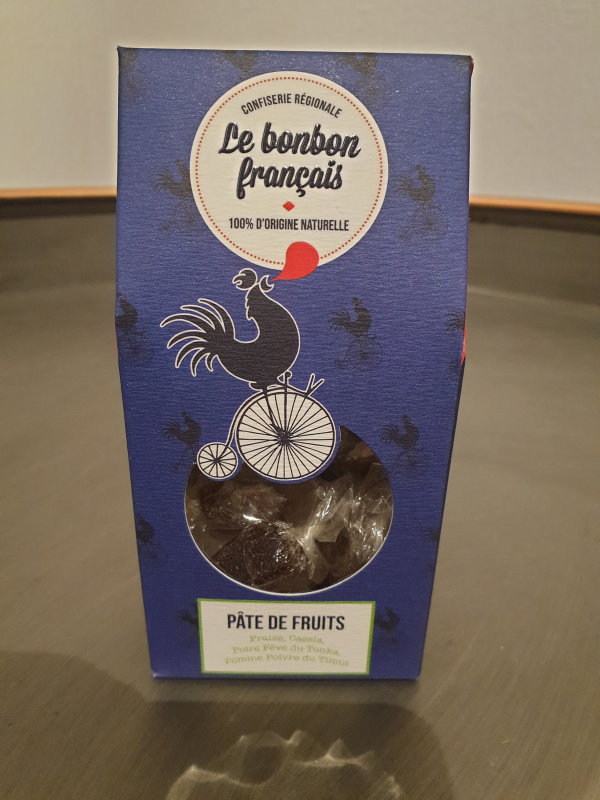 CONFISERIE RÉGIONALE
Le bonbon
français
100% D'ORIGINE NATURELLE
PÂTE DE FRUITS
Fraise, Cassis,
Poire Fève du Tonka,
Pomme Poivre du Timut